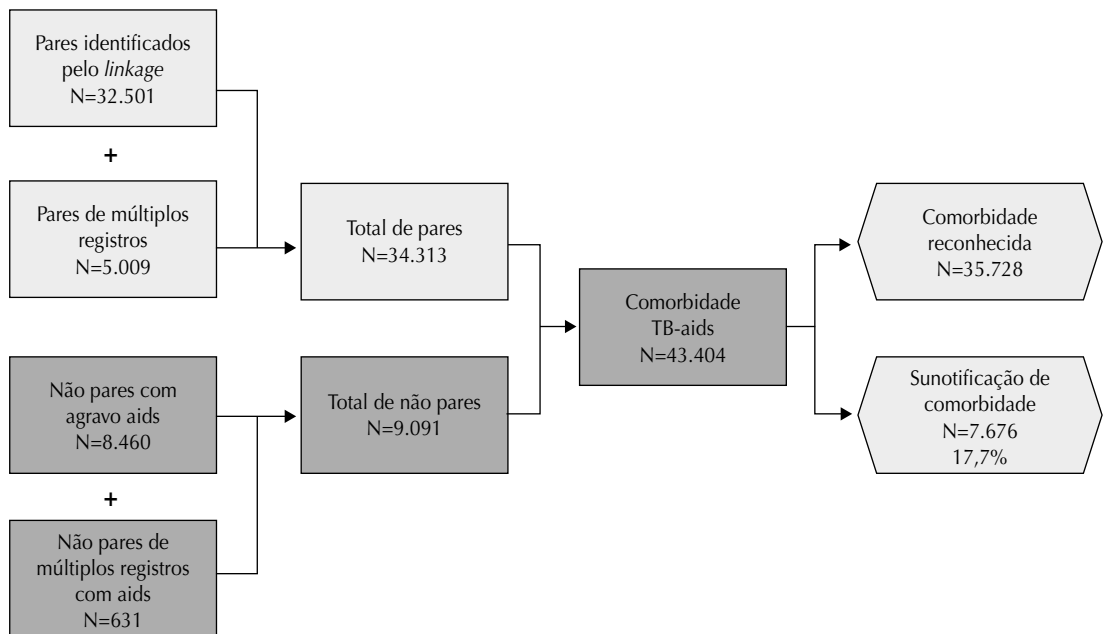 Pares identificados
pelo linkage
N=32.501
+
Pares de múltiplos
registros
N=5.009
Total de pares
N=34.313
Não pares com
agravo aids
N=8.460
+
Não pares de
múltiplos registros
com aids
N=631
Total de não pares
N=9.091
Comorbidade
TB-aids
N=43.404
Comorbidade
reconhecida
N=35.728
Sunotificação de
comorbidade
N=7.676
17,7%